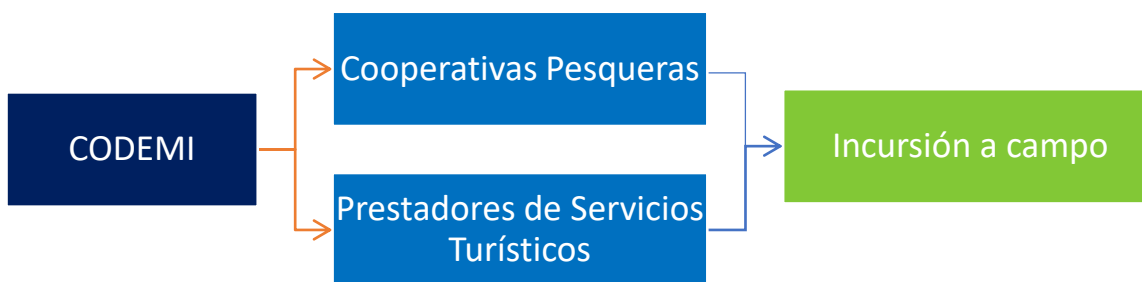 CODEMI
Cooperativas Pesqueras
Prestadores de Servicios
Turísticos
Incursión a campo